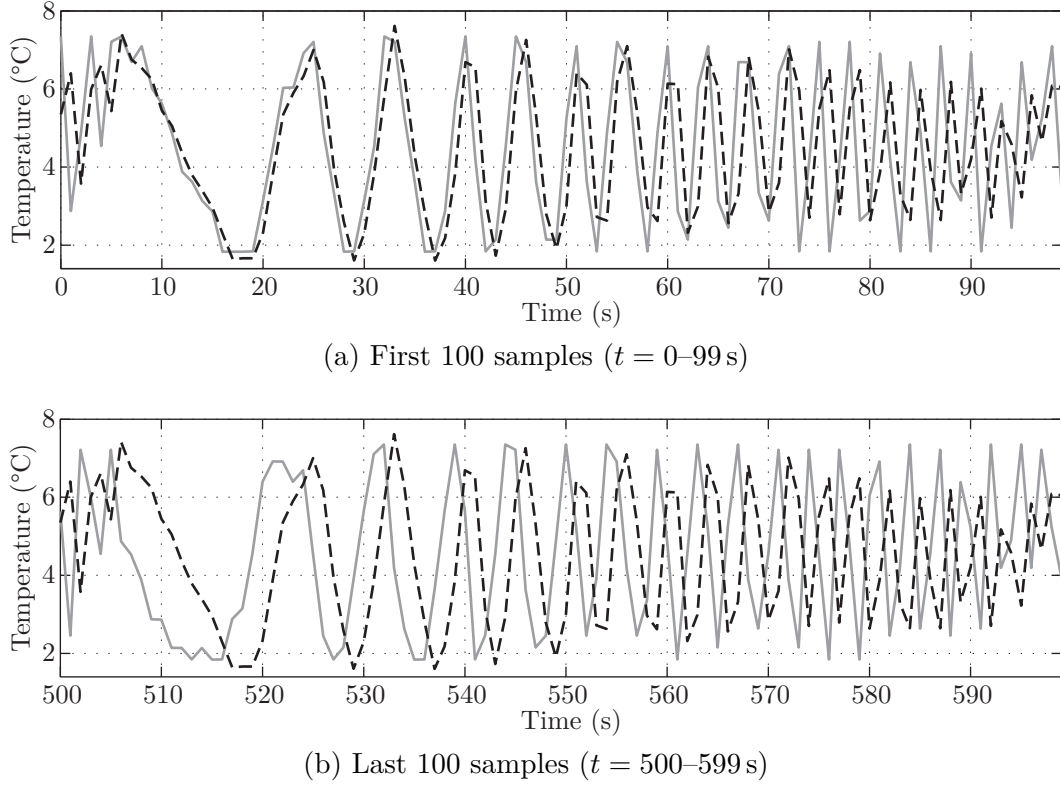 8
6
4
2
Temperature (°C)
0 10 20 30 40 50 60 70 80 90
Time (s)
(a) First 100 samples (t = 0–99 s)
8
6
4
2
Temperature (°C)
500 510 520 530 540 550 560 570 580 590
Time (s)
(b) Last 100 samples (t = 500–599 s)